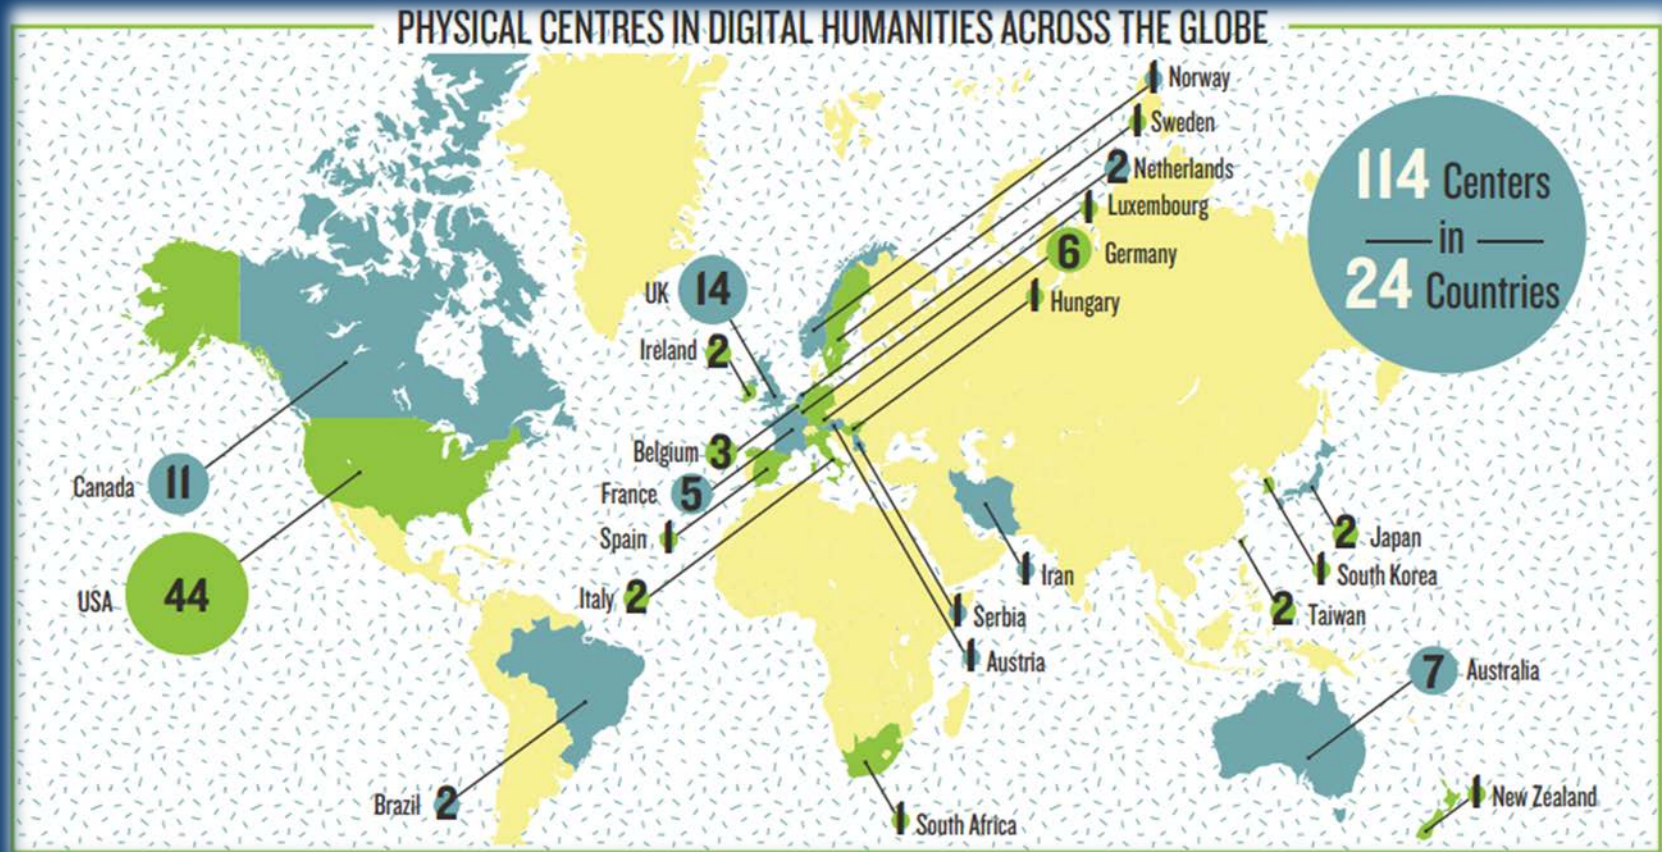 PHYSICAL CENTRES IN DIGITAL HUMANITIES ACROSS THE GLOBE
1 Norway
1 Sweden
2 Netherlands
1 Luxembourg
6 Germany
1 Hungary
114 Centers
in
24 Countries
UK 14
Ireland 2
Belgium 3
France 5
Spain 1
Italy 2
Canada 11
USA 44
Brazil 2
1 Iran
1 Serbia
1 Austria
2 Japan
1 South Korea
2 Taiwan
7 Australia
1 New Zealand
1 South Africa